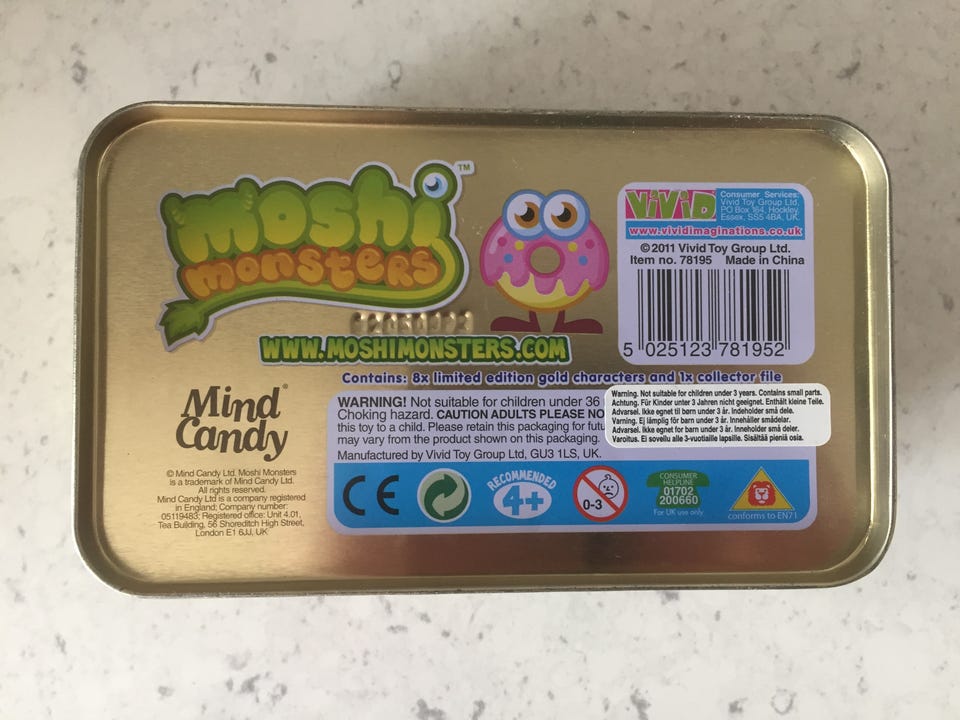 moshi
monsters
TM
WWW.MOSHIMONSTERS.COM
Contains: 8x limited edition gold characters and 1x collector file
ViViD
Consumer Services,
Vivid Toy Group Ltd,
PO Box 164, Hockley,
Essex, SS5 4BA, UK.
www.vividimaginations.co.uk
© 2011 Vivid Toy Group Ltd.
Item no. 78195 Made in China
5 025123 781952
Mind
Candy®
© Mind Candy Ltd. Moshi Monsters
is a trademark of Mind Candy Ltd.
All rights reserved.
Mind Candy Ltd is a company registered
in England; Company number:
05119483; Registered office: Unit 4.01,
Tea Building, 56 Shoreditch High Street,
London E1 6JJ, UK
WARNING! Not suitable for children under 36
Choking hazard. CAUTION ADULTS PLEASE NO
this toy to a child. Please retain this packaging for futu
may vary from the product shown on this packaging.
Manufactured by Vivid Toy Group Ltd, GU3 1LS, UK.
Warning. Not suitable for children under 3 years. Contains small parts.
Achtung. Für Kinder unter 3 Jahren nicht geeignet. Enthält kleine Teile.
Advarsel. Ikke egnet til børn under 3 år. Indeholder små dele.
Varning. Ej lämplig för barn under 3 år. Innehåller smådelar.
Advarsel. Ikke egnet for barn under 3 år. Inneholder små deler.
Varoitus. Ei sovellu alle 3-vuotiaille lapsille. Sisältää pieniä osia.
CE
RECOMMENDED
4+
0-3
CONSUMER
HELPLINE
01702
200660
For UK use only
conforms to EN71